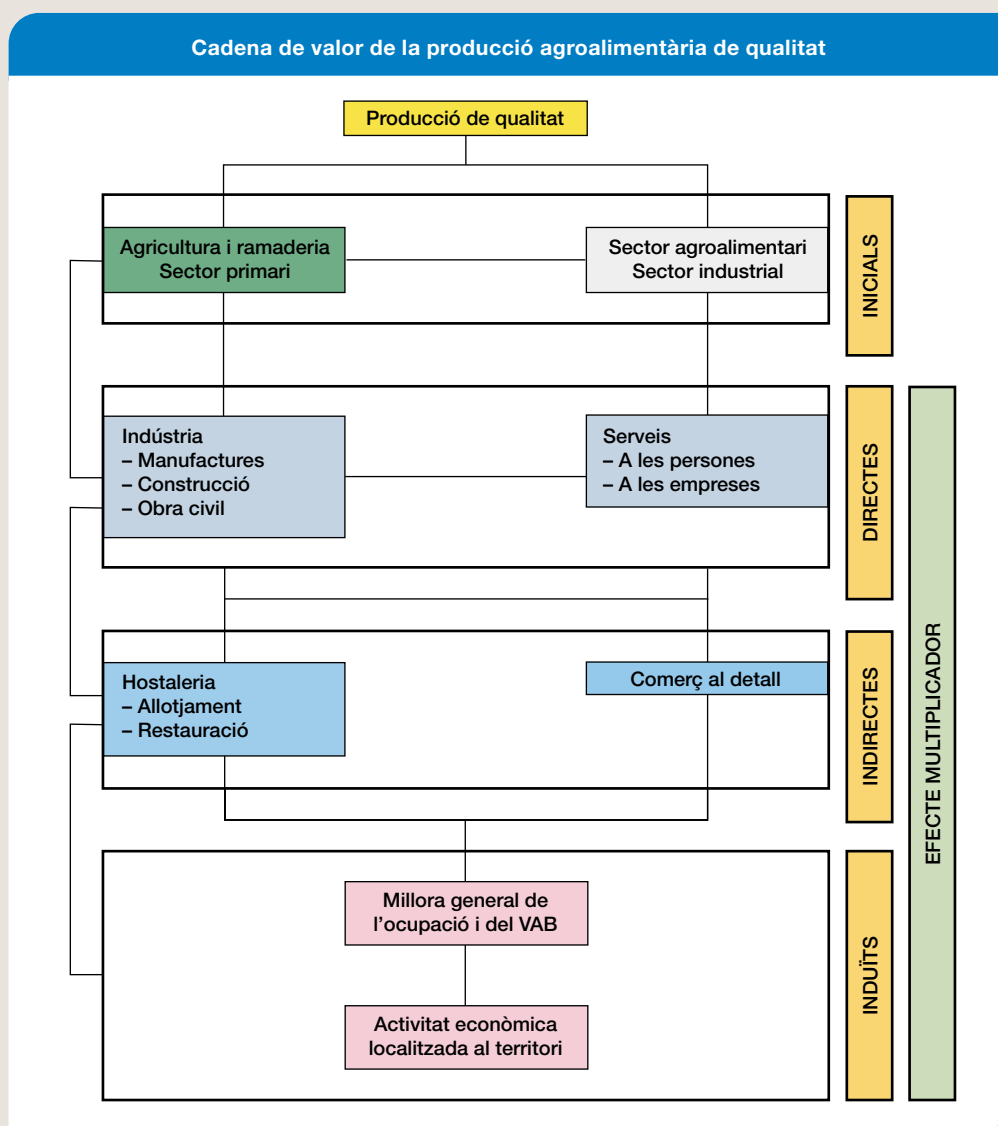 Cadena de valor de la producció agroalimentària de qualitat
Producció de qualitat
Agricultura i ramaderia
Sector primari
Sector agroalimentari
Sector industrial
INICIALS
Indústria
– Manufactures
– Construcció
– Obra civil
Serveis
– A les persones
– A les empreses
DIRECTES
Hostaleria
– Allotjament
– Restauració
Comerç al detall
INDIRECTES
EFECTE MULTIPLICADOR
Millora general de
l’ocupació i del VAB
Activitat econòmica
localitzada al territori
INDUÏTS